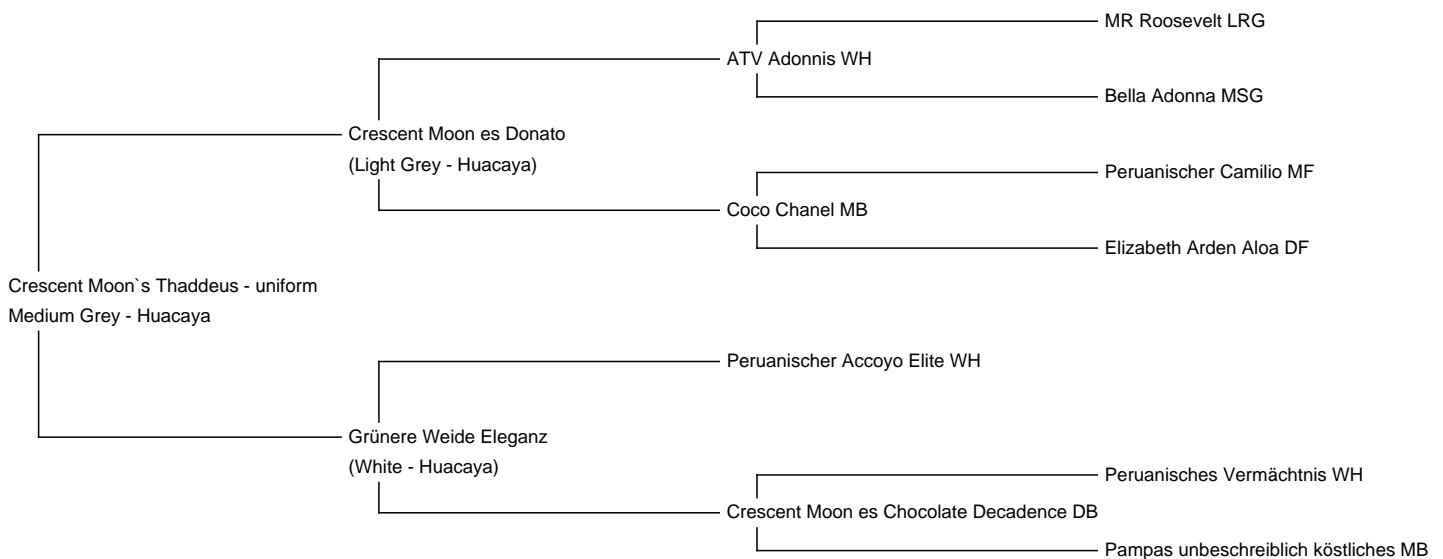 MR Roosevelt LRG
ATV Adonnis WH
Bella Adonna MSG
Crescent Moon es Donato
(Light Grey - Huacaya)
Peruanischer Camilio MF
Coco Chanel MB
Elizabeth Arden Aloa DF
Crescent Moon`s Thaddeus - uniform
Medium Grey - Huacaya
Peruanischer Accoyo Elite WH
Grünere Weide Eleganz
(White - Huacaya)
Peruanisches Vermächtnis WH
Crescent Moon es Chocolate Decadence DB
Pampas unbeschreiblich köstliches MB